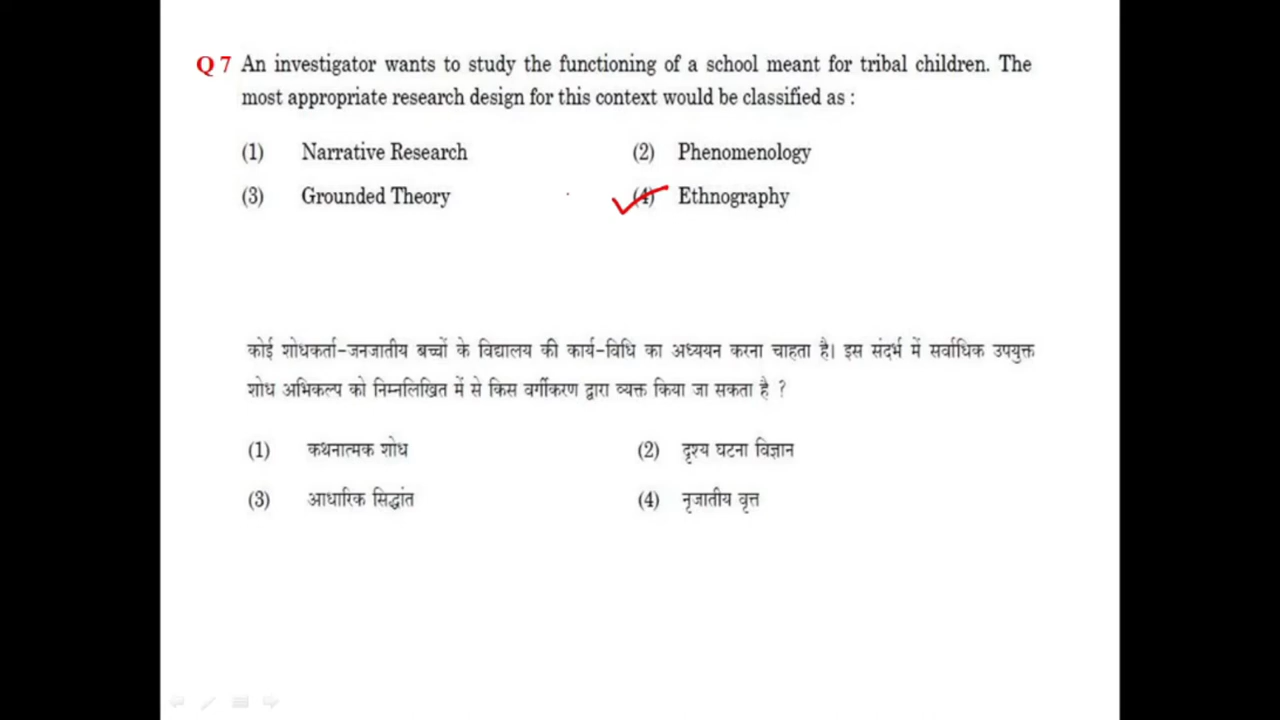 Q 7 An investigator wants to study the functioning of a school meant for tribal children. The
most appropriate research design for this context would be classified as :
(1) Narrative Research (2) Phenomenology
(3) Grounded Theory (4) Ethnography
कोई शोधकर्ता-जनजातीय बच्चों के विद्यालय की कार्य-विधि का अध्ययन करना चाहता है। इस संदर्भ में सर्वाधिक उपयुक्त
शोध अभिकल्प को निम्नलिखित में से किस वर्गीकरण द्वारा व्यक्त किया जा सकता है ?
(1) कथनात्मक शोध (2) दृश्य घटना विज्ञान
(3) आधारिक सिद्धांत (4) नृजातीय वृत्त